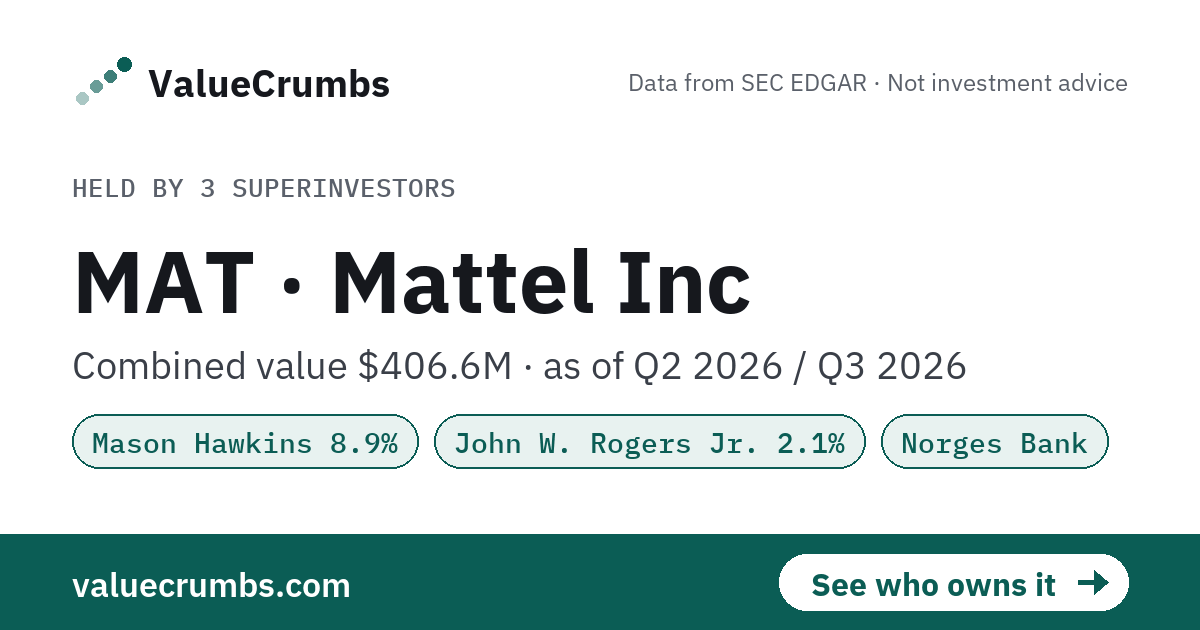 ValueCrumbs
Data from SEC EDGAR · Not investment advice
HELD BY 3 SUPERINVESTORS
MAT · Mattel Inc
Combined value $406.6M · as of Q2 2026 / Q3 2026
Mason Hawkins 8.9%
John W. Rogers Jr. 2.1%
Norges Bank
valuecrumbs.com
See who owns it →